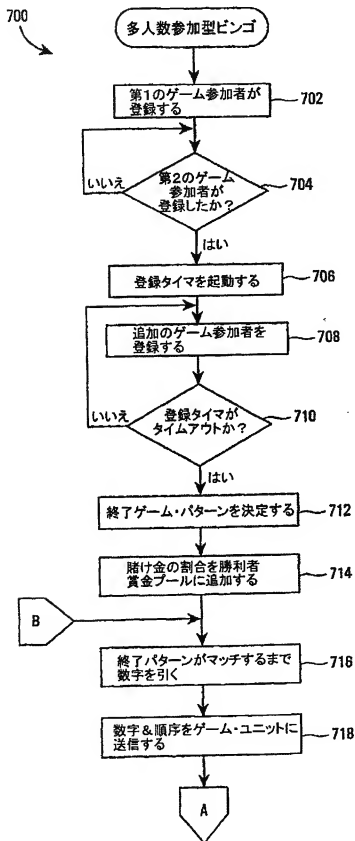 700
多人数参加型ビンゴ
第1のゲーム参加者が
登録する
702
いいえ
第2のゲーム
参加者が
登録したか?
704
はい
登録タイマを起動する
706
追加のゲーム参加者を
登録する
708
いいえ
登録タイマが
タイムアウトか?
710
はい
終了ゲーム・パターンを決定する
712
賭け金の割合を勝利者
賞金プールに追加する
714
B
終了パターンがマッチするまで
数字を引く
716
数字&順序をゲーム・ユニットに
送信する
718
A